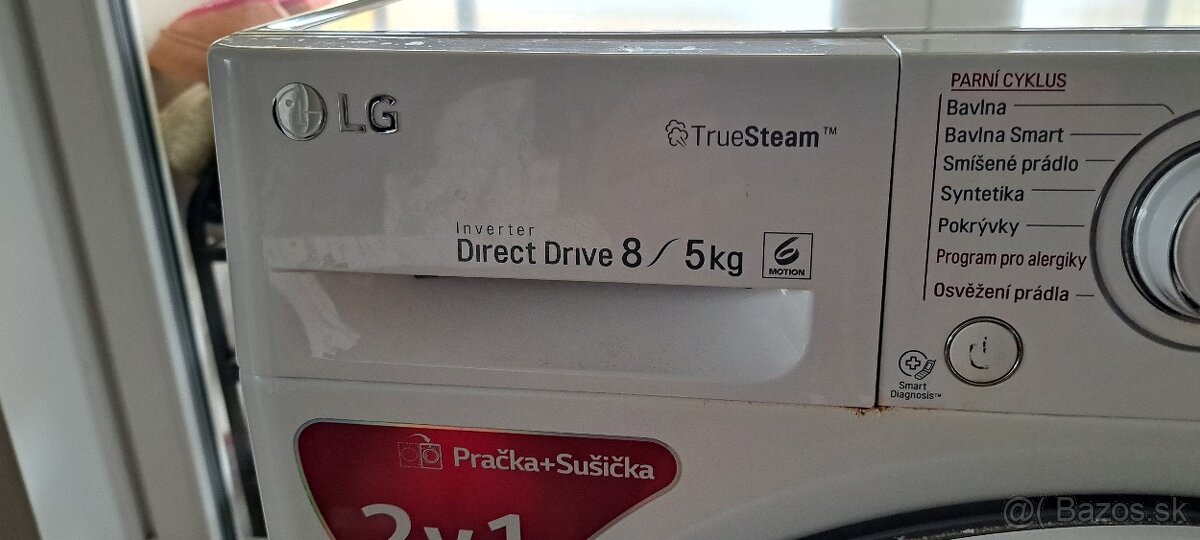 LG
TrueSteam™
Inverter
Direct Drive 8 / 5kg
6
MOTION
PARNÍ CYKLUS
Bavlna
Bavlna Smart
Smíšené prádlo
Syntetika
Pokrývky
Program pro alergiky
Osvěžení prádla
Smart
Diagnosis™
Pračka+Sušička
2v1
@( Bazos.sk